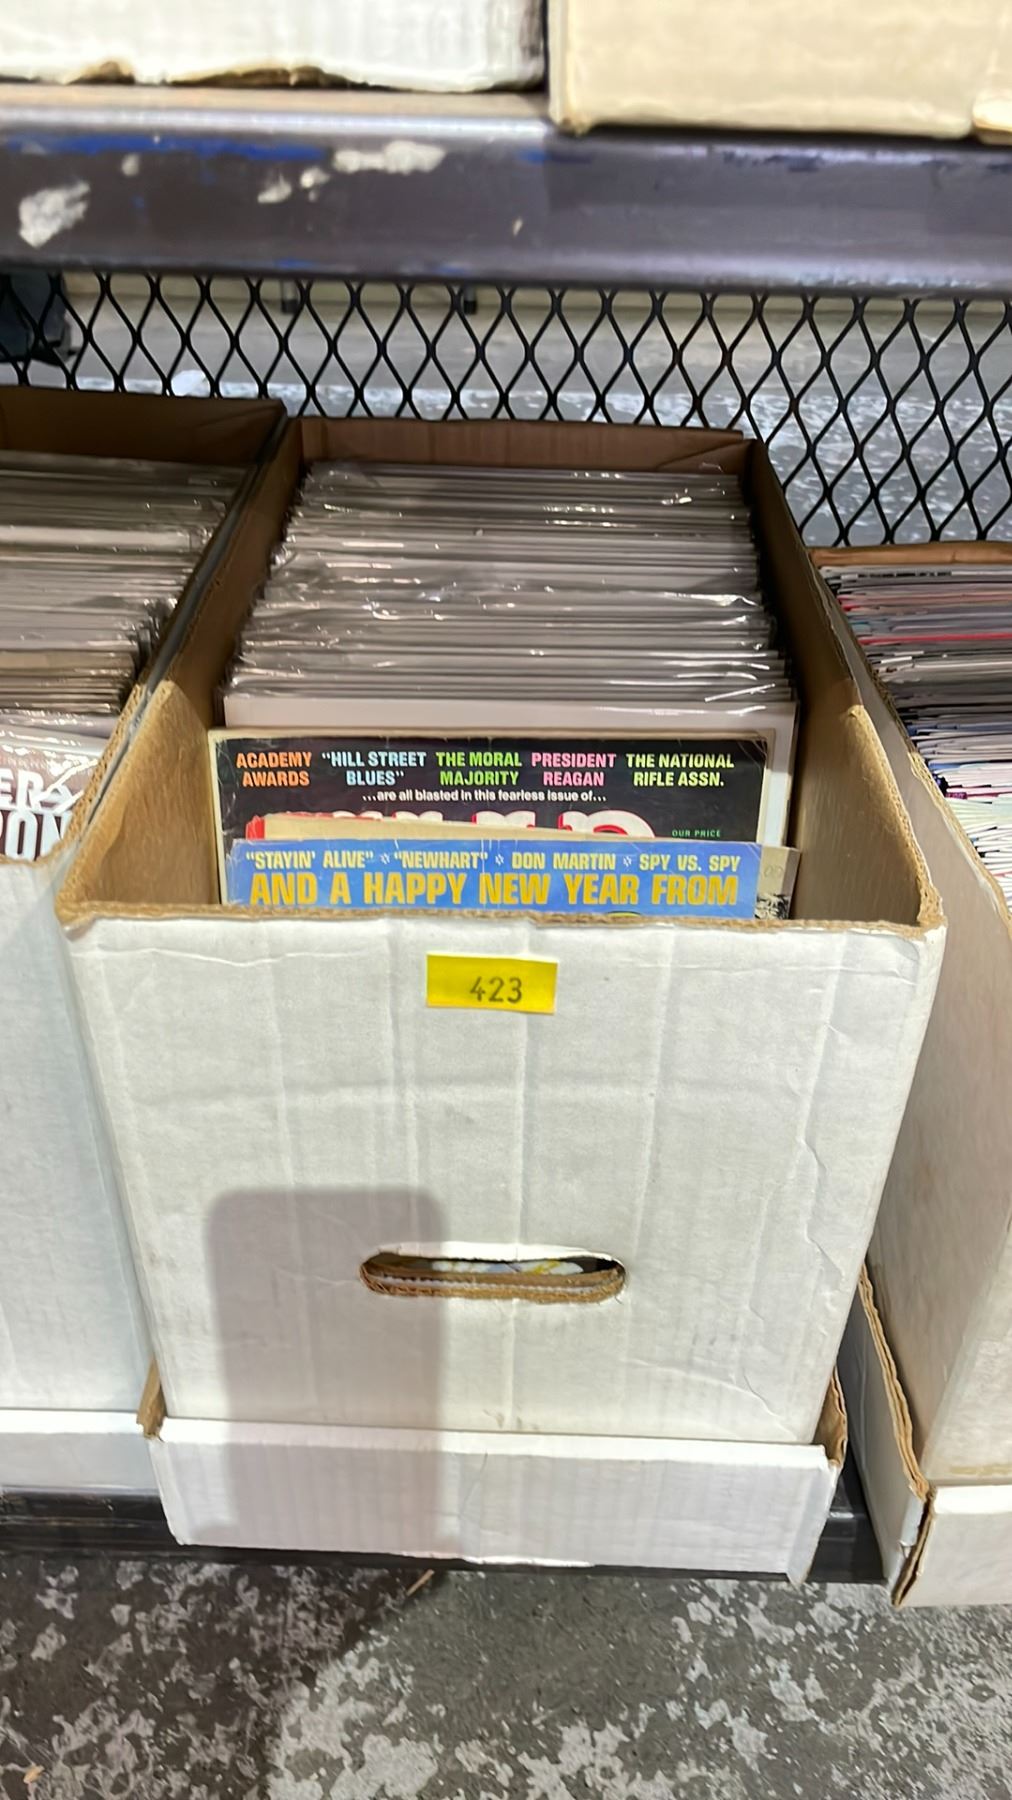 ACADEMY AWARDS "HILL STREET BLUES" THE MORAL MAJORITY PRESIDENT REAGAN THE NATIONAL RIFLE ASSN.
...are all blasted in this fearless issue of...
OUR PRICE
"STAYIN' ALIVE" ☆ "NEWHART" ☆ DON MARTIN ☆ SPY VS. SPY
AND A HAPPY NEW YEAR FROM
423